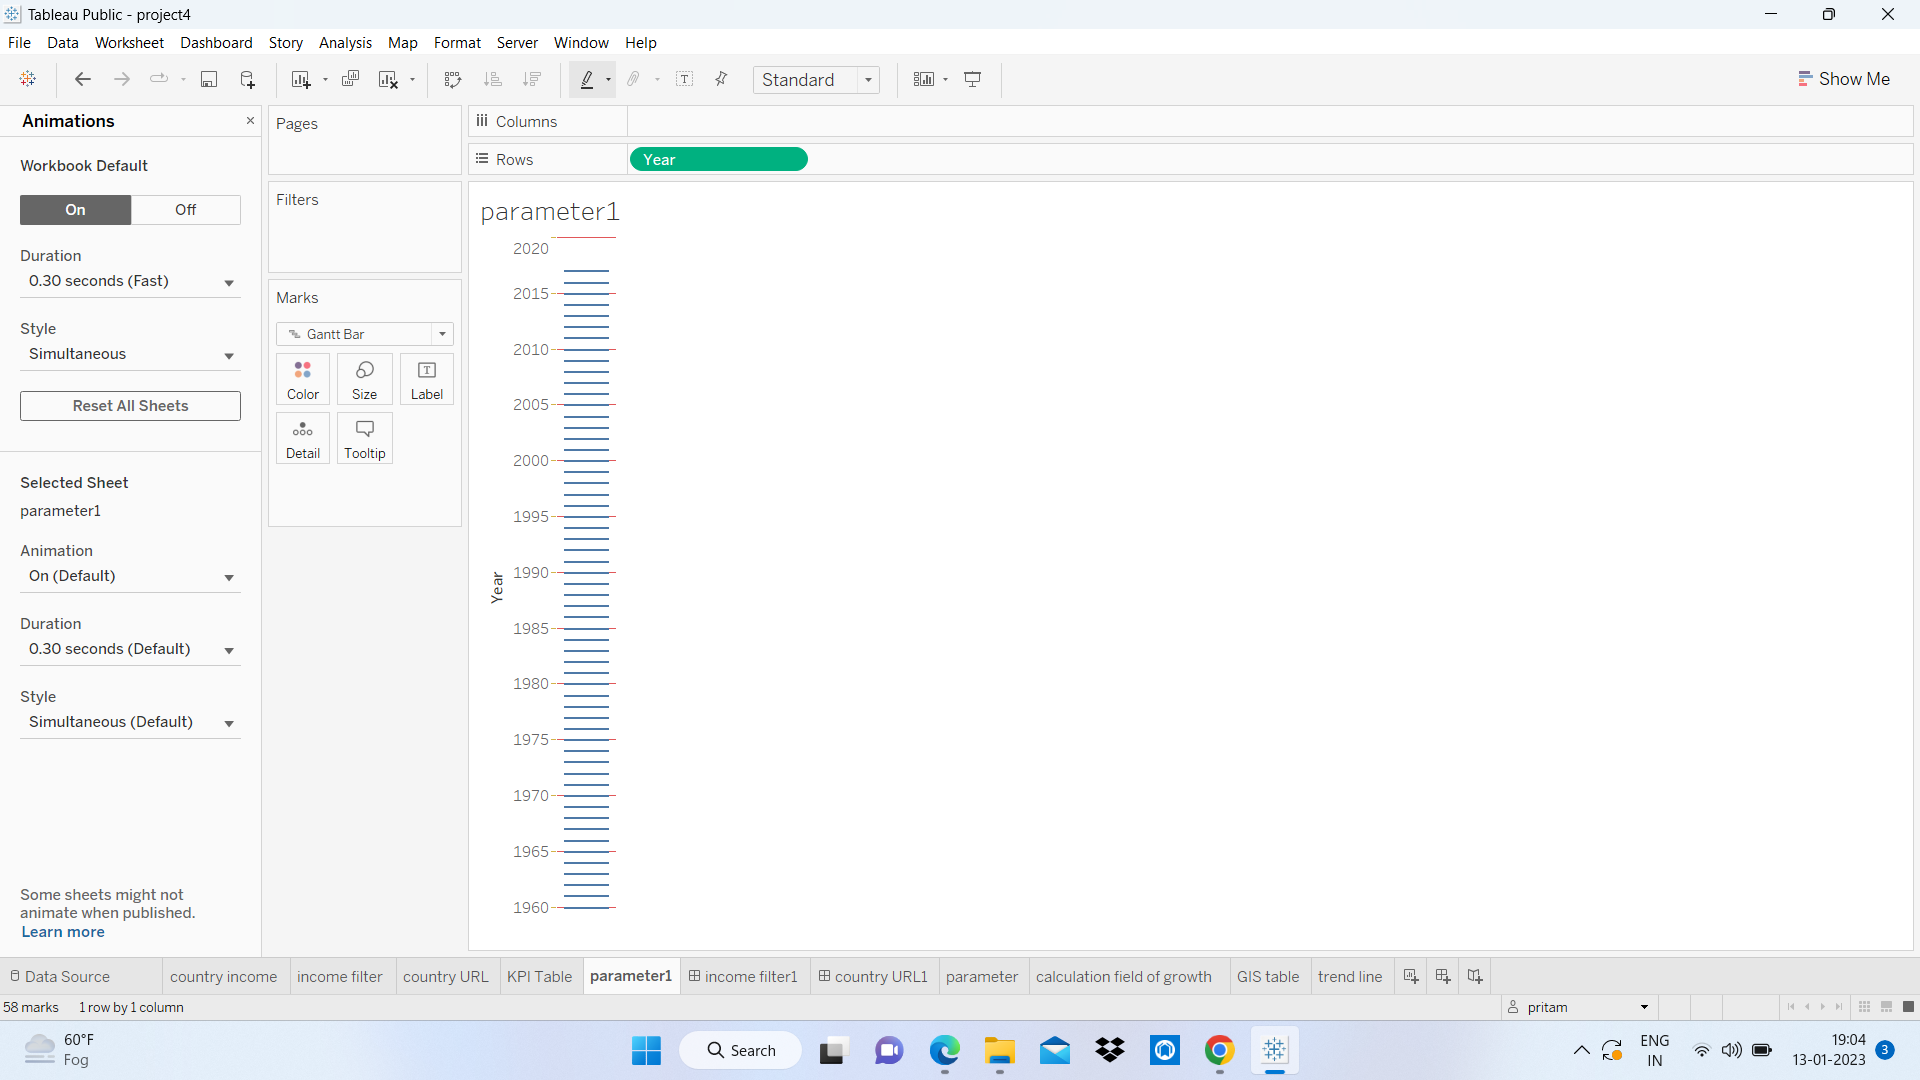 Tableau Public - project4
File Data Worksheet Dashboard Story Analysis Map Format Server Window Help
Standard
Show Me
Animations
Workbook Default
On Off
Duration
0.30 seconds (Fast)
Style
Simultaneous
Reset All Sheets
Selected Sheet
parameter1
Animation
On (Default)
Duration
0.30 seconds (Default)
Style
Simultaneous (Default)
Some sheets might not
animate when published.
Learn more
Pages
Filters
Marks
Gantt Bar
Color Size Label
Detail Tooltip
Columns
Rows Year
parameter1
2020
2015
2010
2005
2000
1995
1990
1985
1980
1975
1970
1965
1960
Year
Data Source country income income filter country URL KPI Table parameter1 income filter1 country URL1 parameter calculation field of growth GIS table trend line
58 marks 1 row by 1 column pritam
60°F
Fog
Search
ENG
IN
19:04
13-01-2023
3